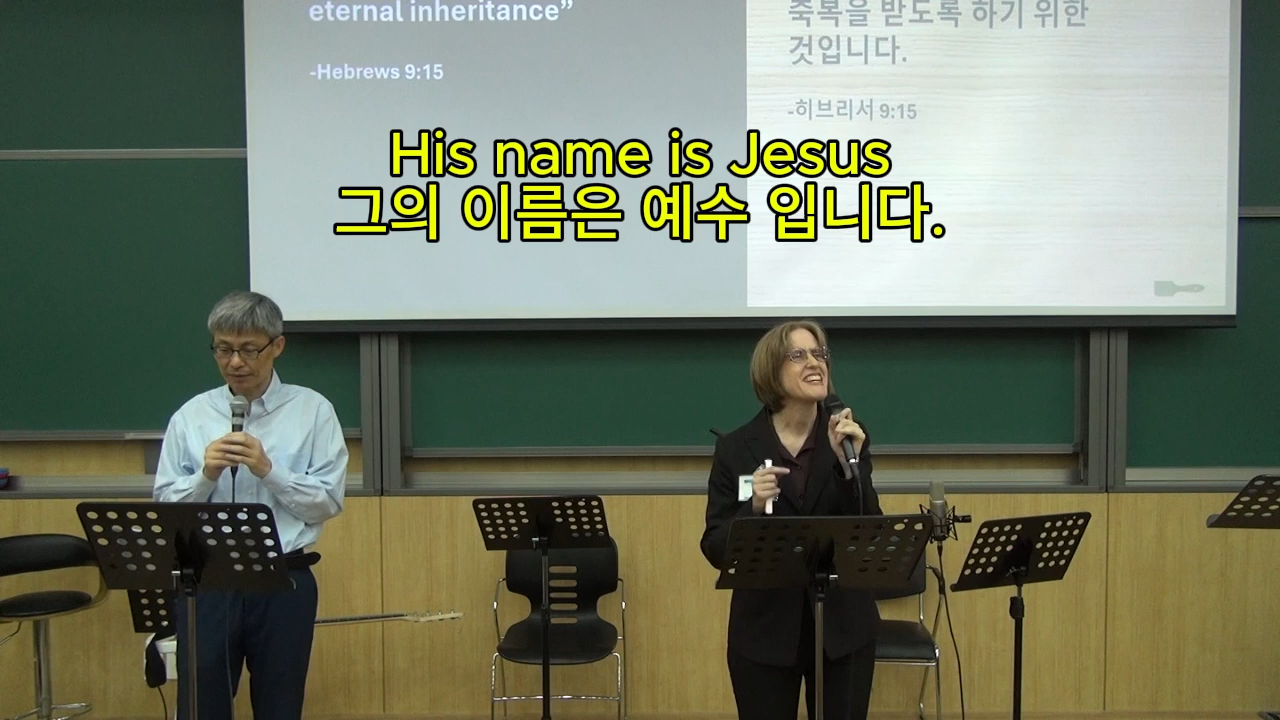 eternal inheritance”
-Hebrews 9:15
축복을 받도록 하기 위한
것입니다.
-히브리서 9:15
His name is Jesus
그의 이름은 예수 입니다.